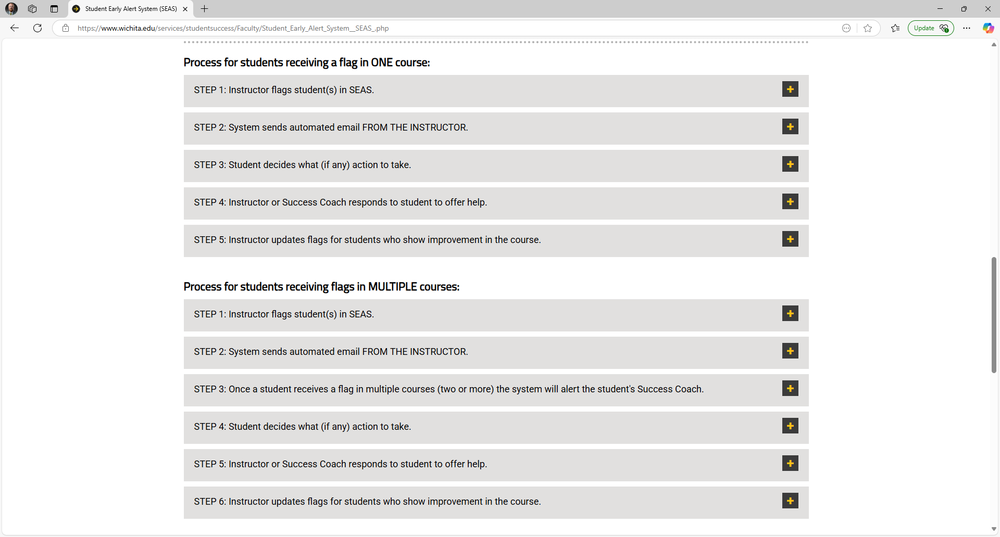 Student Early Alert System (SEAS)
https://www.wichita.edu/services/studentsuccess/Faculty/Student_Early_Alert_System__SEAS_.php
Update
Process for students receiving a flag in ONE course:
STEP 1: Instructor flags student(s) in SEAS.
STEP 2: System sends automated email FROM THE INSTRUCTOR.
STEP 3: Student decides what (if any) action to take.
STEP 4: Instructor or Success Coach responds to student to offer help.
STEP 5: Instructor updates flags for students who show improvement in the course.
Process for students receiving flags in MULTIPLE courses:
STEP 1: Instructor flags student(s) in SEAS.
STEP 2: System sends automated email FROM THE INSTRUCTOR.
STEP 3: Once a student receives a flag in multiple courses (two or more) the system will alert the student's Success Coach.
STEP 4: Student decides what (if any) action to take.
STEP 5: Instructor or Success Coach responds to student to offer help.
STEP 6: Instructor updates flags for students who show improvement in the course.